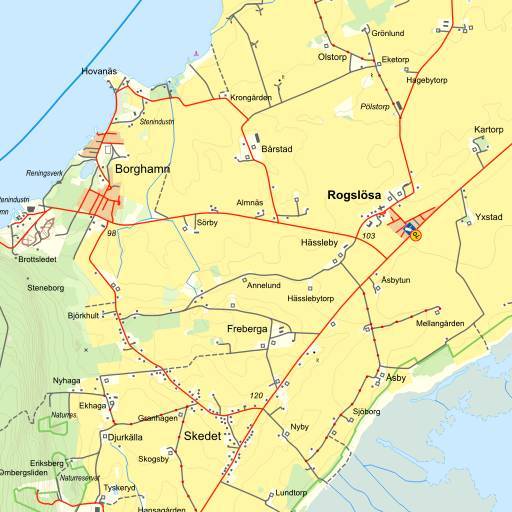 Grönlund
Olstorp
Eketorp
Hovanäs
Hagebytorp
Krongården
Pölstorp
Stenindustri
Kartorp
Bårstad
Borghamn
Reningsverk
Rogslösa
Stenindustri
Almnäs
Yxstad
Sörby
98
103
Hässleby
Brottsledet
Steneborg
Annelund
Åsbytun
Hässlebytorp
Björkhult
Mellangården
Freberga
Nyhaga
Åsby
120
Naturres.
Ekhaga
Granhagen
Sjöborg
Djurkälla
Skedet
Nyby
Skogsby
Eriksberg
Ombergsliden
Naturreservat
Tyskeryd
Lundtorp
Hansagården